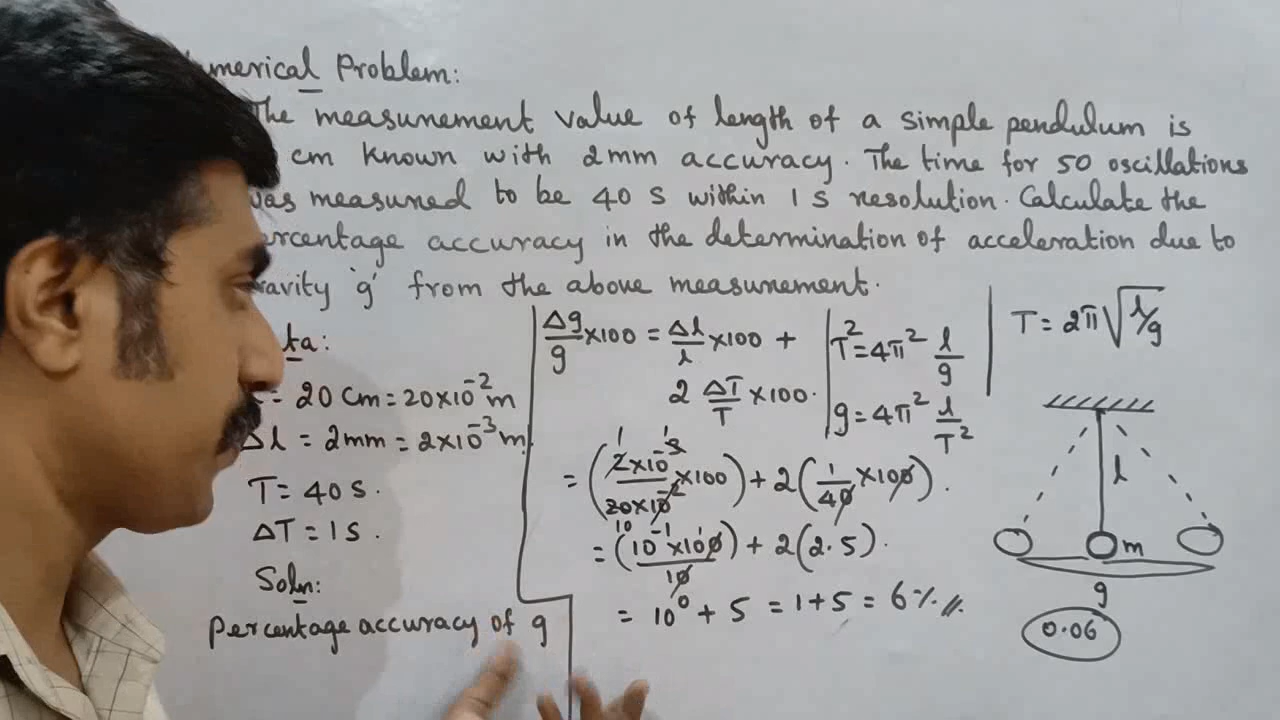 merical Problem:
The measurement value of length of a simple pendulum is
cm known with 2mm accuracy. The time for 50 oscillations
was measured to be 40 s within 1 s resolution. Calculate the
ercentage accuracy in the determination of acceleration due to
ravity 'g' from the above measurement.
ta:
= 20 cm = 20×10⁻² m
Δl = 2mm = 2×10⁻³ m
T = 40 s.
ΔT = 1 s.
Soln:
Percentage accuracy of g
Δg/g ×100 = Δl/l ×100 +
2 ΔT/T ×100.
= (2×10⁻³/20×10⁻² ×100) + 2(1/40 ×100).
= (10⁻¹×100/10) + 2(2.5).
= 10⁰ + 5 = 1+5 = 6%
T² = 4π² l/g
g = 4π² l/T²
T = 2π√l/g
l
m
g
0.06